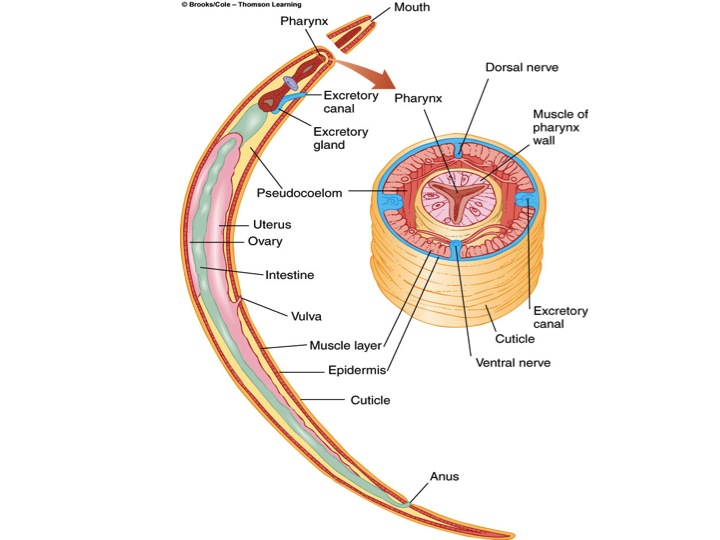 © Brooks/Cole – Thomson Learning
Mouth
Pharynx
Dorsal nerve
Excretory
canal
Pharynx
Muscle of
pharynx
wall
Excretory
gland
Pseudocoelom
Uterus
Ovary
Intestine
Vulva
Excretory
canal
Cuticle
Muscle layer
Ventral nerve
Epidermis
Cuticle
Anus